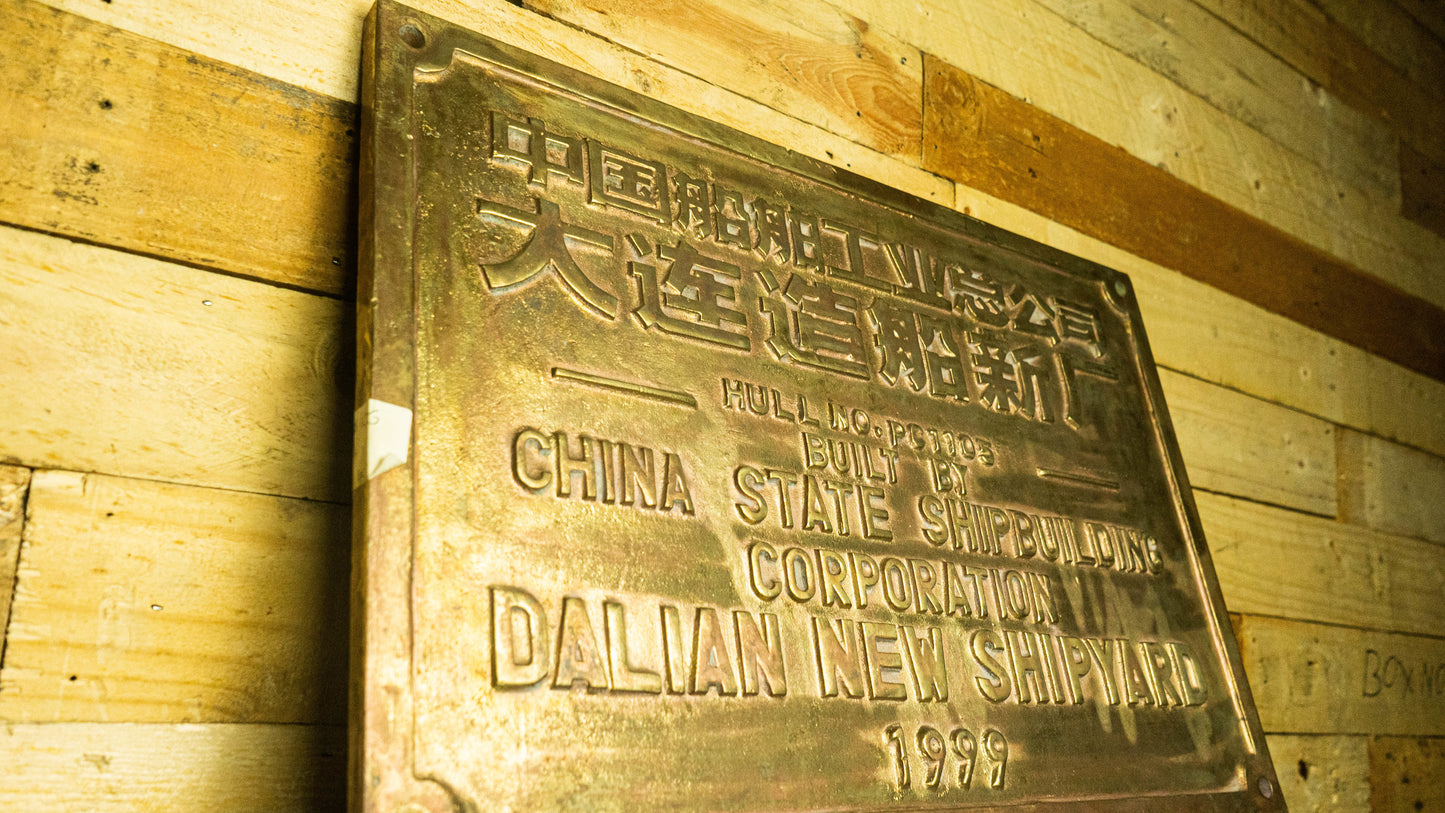 中国船舶工业总公司
大连造船新厂
HULL NO. PC1105
BUILT BY
CHINA STATE SHIPBUILDING
CORPORATION
DALIAN NEW SHIPYARD
1999
BOX NO